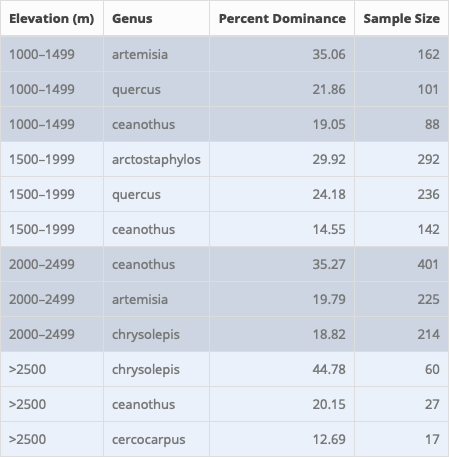 Elevation (m) Genus Percent Dominance Sample Size
1000–1499 artemisia 35.06 162
1000–1499 quercus 21.86 101
1000–1499 ceanothus 19.05 88
1500–1999 arctostaphylos 29.92 292
1500–1999 quercus 24.18 236
1500–1999 ceanothus 14.55 142
2000–2499 ceanothus 35.27 401
2000–2499 artemisia 19.79 225
2000–2499 chrysolepis 18.82 214
>2500 chrysolepis 44.78 60
>2500 ceanothus 20.15 27
>2500 cercocarpus 12.69 17